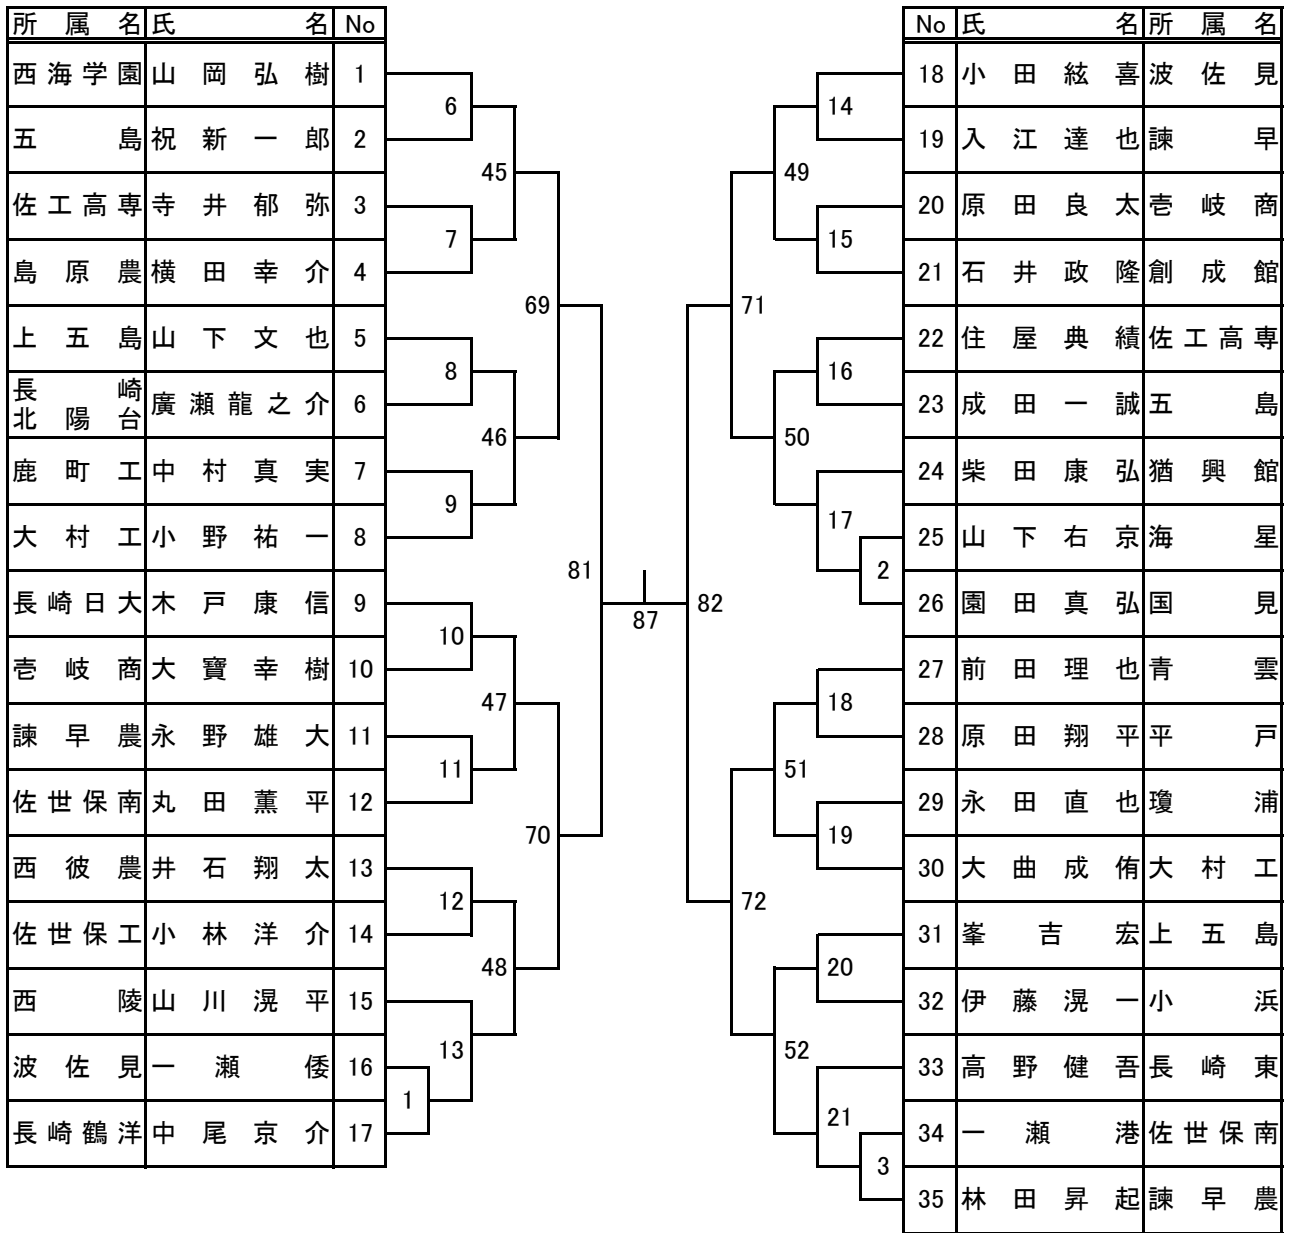 所属名 氏名 No
西海学園 山岡弘樹 1
五島 祝新一郎 2
佐工高専 寺井郁弥 3
島原農 横田幸介 4
上五島 山下文也 5
長崎北陽台 廣瀬龍之介 6
鹿町工 中村真実 7
大村工 小野祐一 8
長崎日大 木戸康信 9
壱岐商 大寶幸樹 10
諫早農 永野雄大 11
佐世保南 丸田薫平 12
西彼農 井石翔太 13
佐世保工 小林洋介 14
西陵 山川滉平 15
波佐見 一瀬倭 16
長崎鶴洋 中尾京介 17
6
7
8
9
10
11
12
13
1
45
46
47
48
69
70
81
87
82
71
72
49
50
51
52
14
15
16
17
2
18
19
20
21
3
No 氏名 所属名
18 小田絃喜 波佐見
19 入江達也 諫早
20 原田良太 壱岐商
21 石井政隆 創成館
22 住屋典績 佐工高専
23 成田一誠 五島
24 柴田康弘 猶興館
25 山下右京 海星
26 園田真弘 国見
27 前田理也 青雲
28 原田翔平 平戸
29 永田直也 瓊浦
30 大曲成侑 大村工
31 峯吉宏 上五島
32 伊藤滉一 小浜
33 高野健吾 長崎東
34 一瀬港 佐世保南
35 林田昇起 諫早農